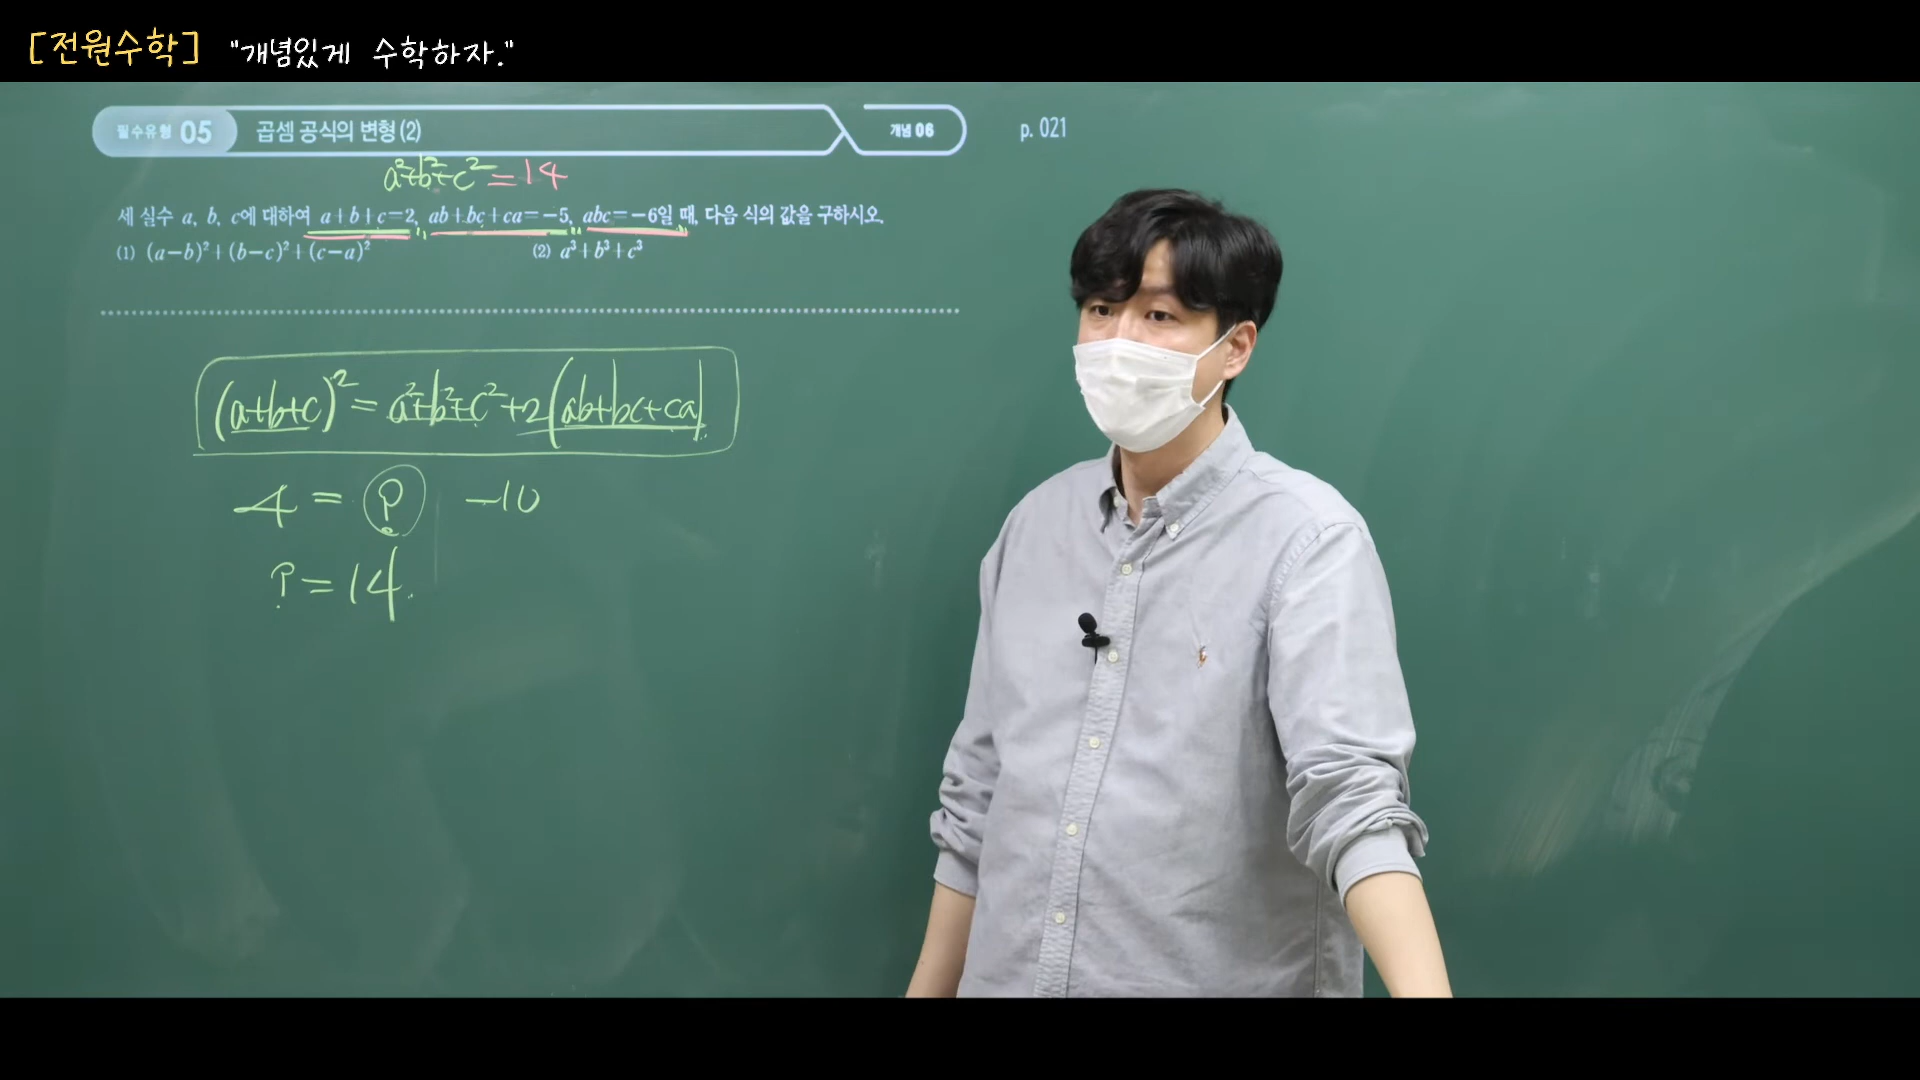 [전원수학] "개념있게 수학하자."
필수유형 05 곱셈 공식의 변형(2) 개념 06 p. 021
a²+b²+c²=14
세 실수 a, b, c에 대하여 a+b+c=2, ab+bc+ca=-5, abc=-6일 때, 다음 식의 값을 구하시오.
(1) (a-b)²+(b-c)²+(c-a)² (2) a³+b³+c³
(a+b+c)²=a²+b²+c²+2(ab+bc+ca)
4 = ? -10
?=14.